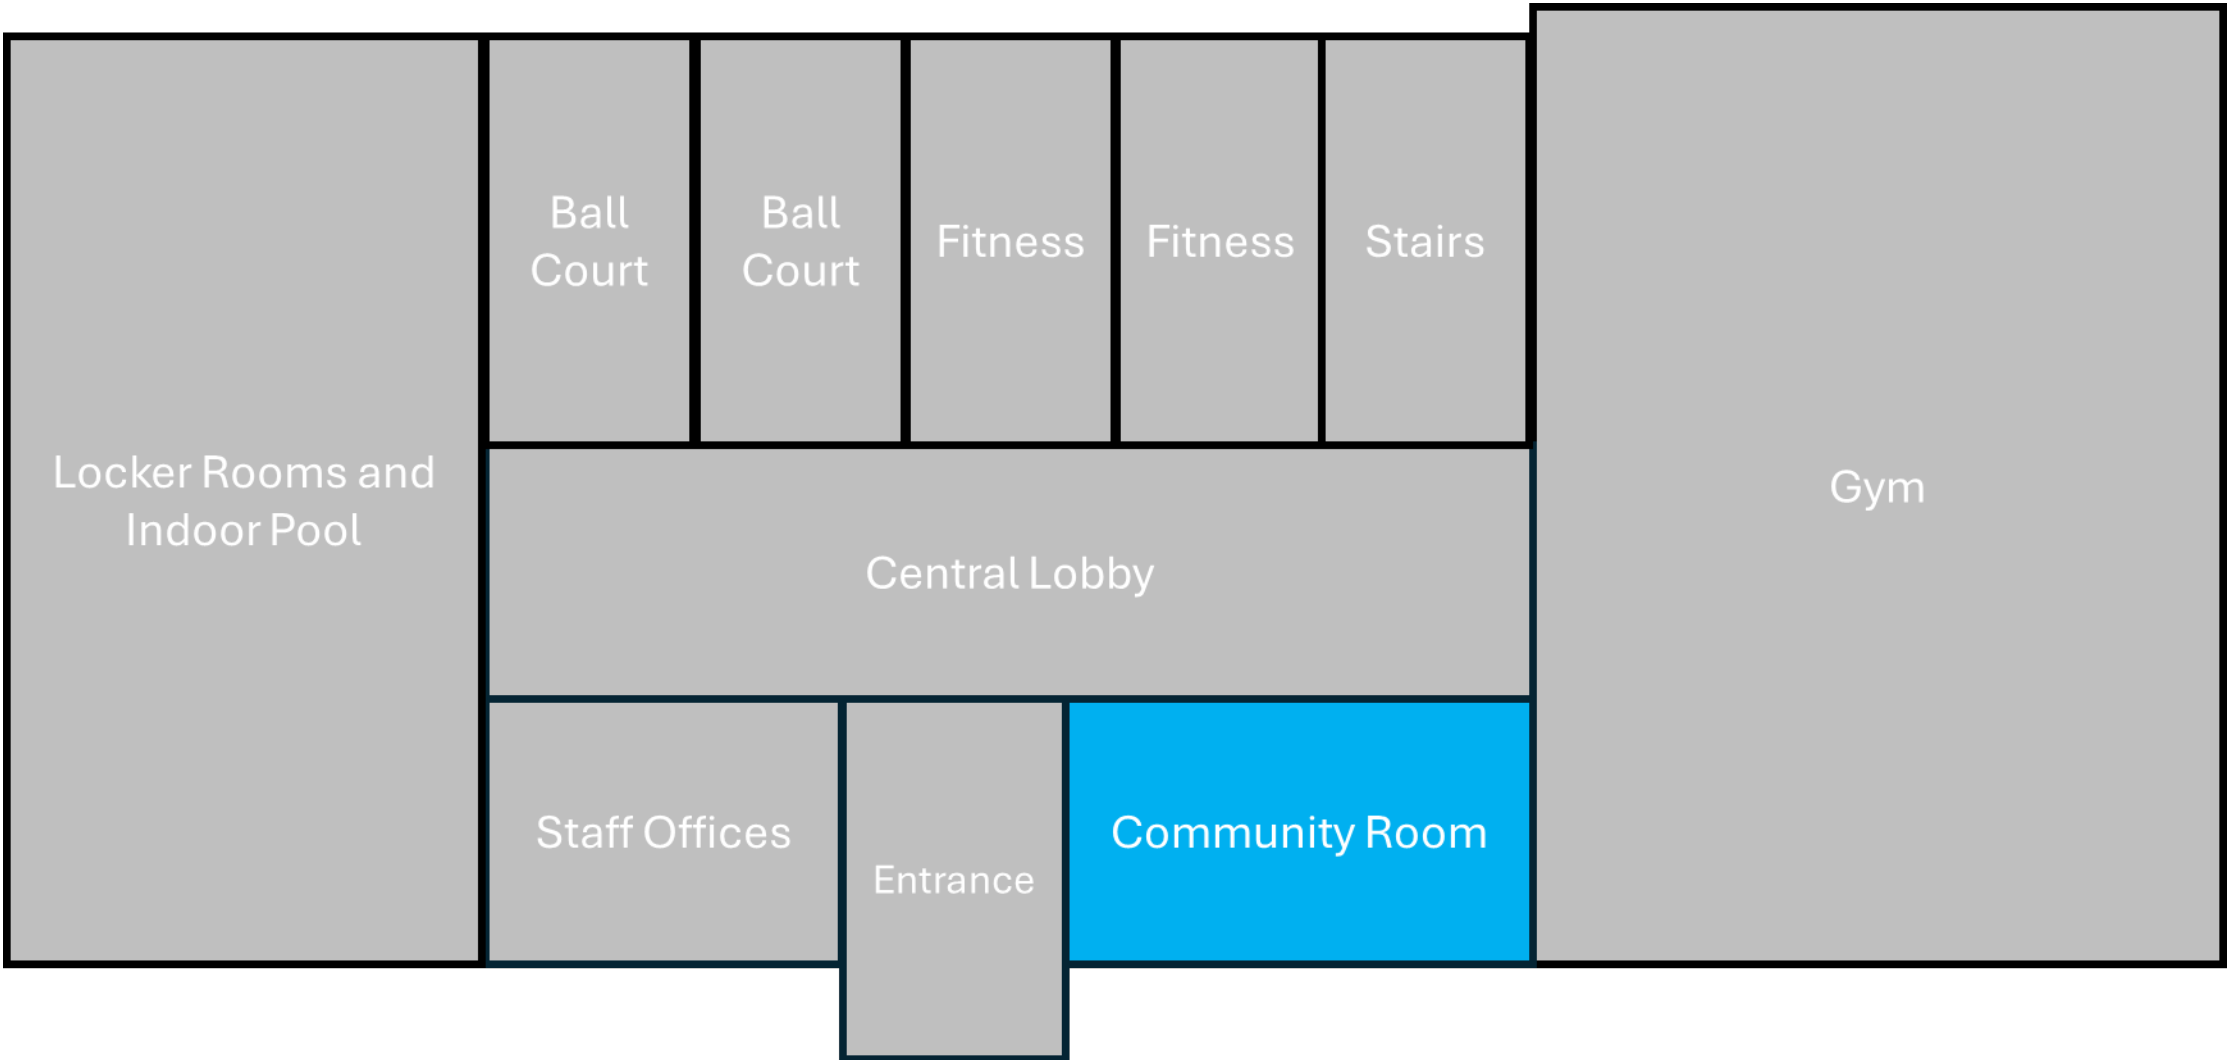 Ball
Court
Ball
Court
Fitness
Fitness
Stairs
Locker Rooms and
Indoor Pool
Gym
Central Lobby
Staff Offices
Entrance
Community Room